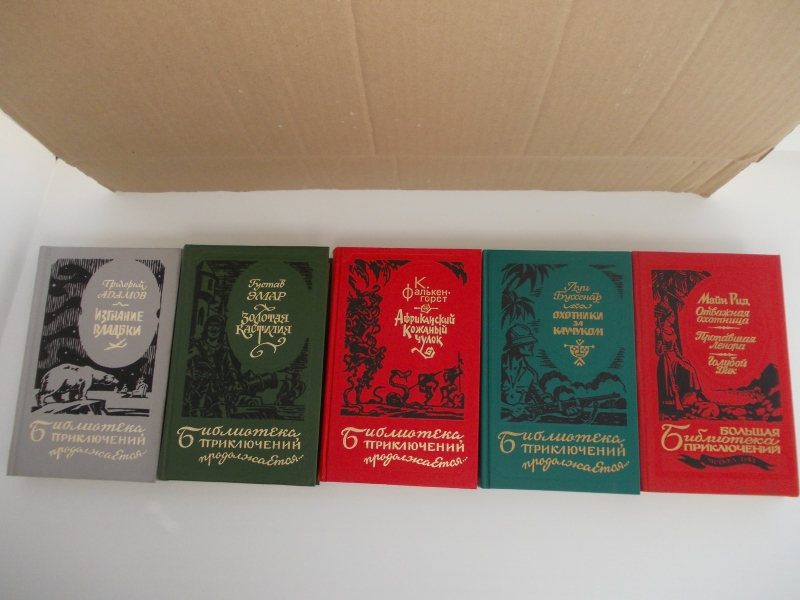 Григорий
АДАМОВ
ИЗГНАНИЕ
ВЛАДЫКИ
Библиотека
ПРИКЛЮЧЕНИЙ
продолжается...
Густав
ЭМАР
ЗОЛОТАЯ
КАСТИЛИЯ
Библиотека
ПРИКЛЮЧЕНИЙ
продолжается...
К.
Фалькен-
горст
Африканский
Кожаный
чулок
Библиотека
ПРИКЛЮЧЕНИЙ
продолжается...
Луи
Буссенар
ОХОТНИКИ
ЗА
КАУЧУКОМ
Библиотека
ПРИКЛЮЧЕНИЙ
продолжается...
Майн Рид
Отважная
охотница
Пропавшая
Ленора
Голубой
Дик
БОЛЬШАЯ
Библиотека
ПРИКЛЮЧЕНИЙ